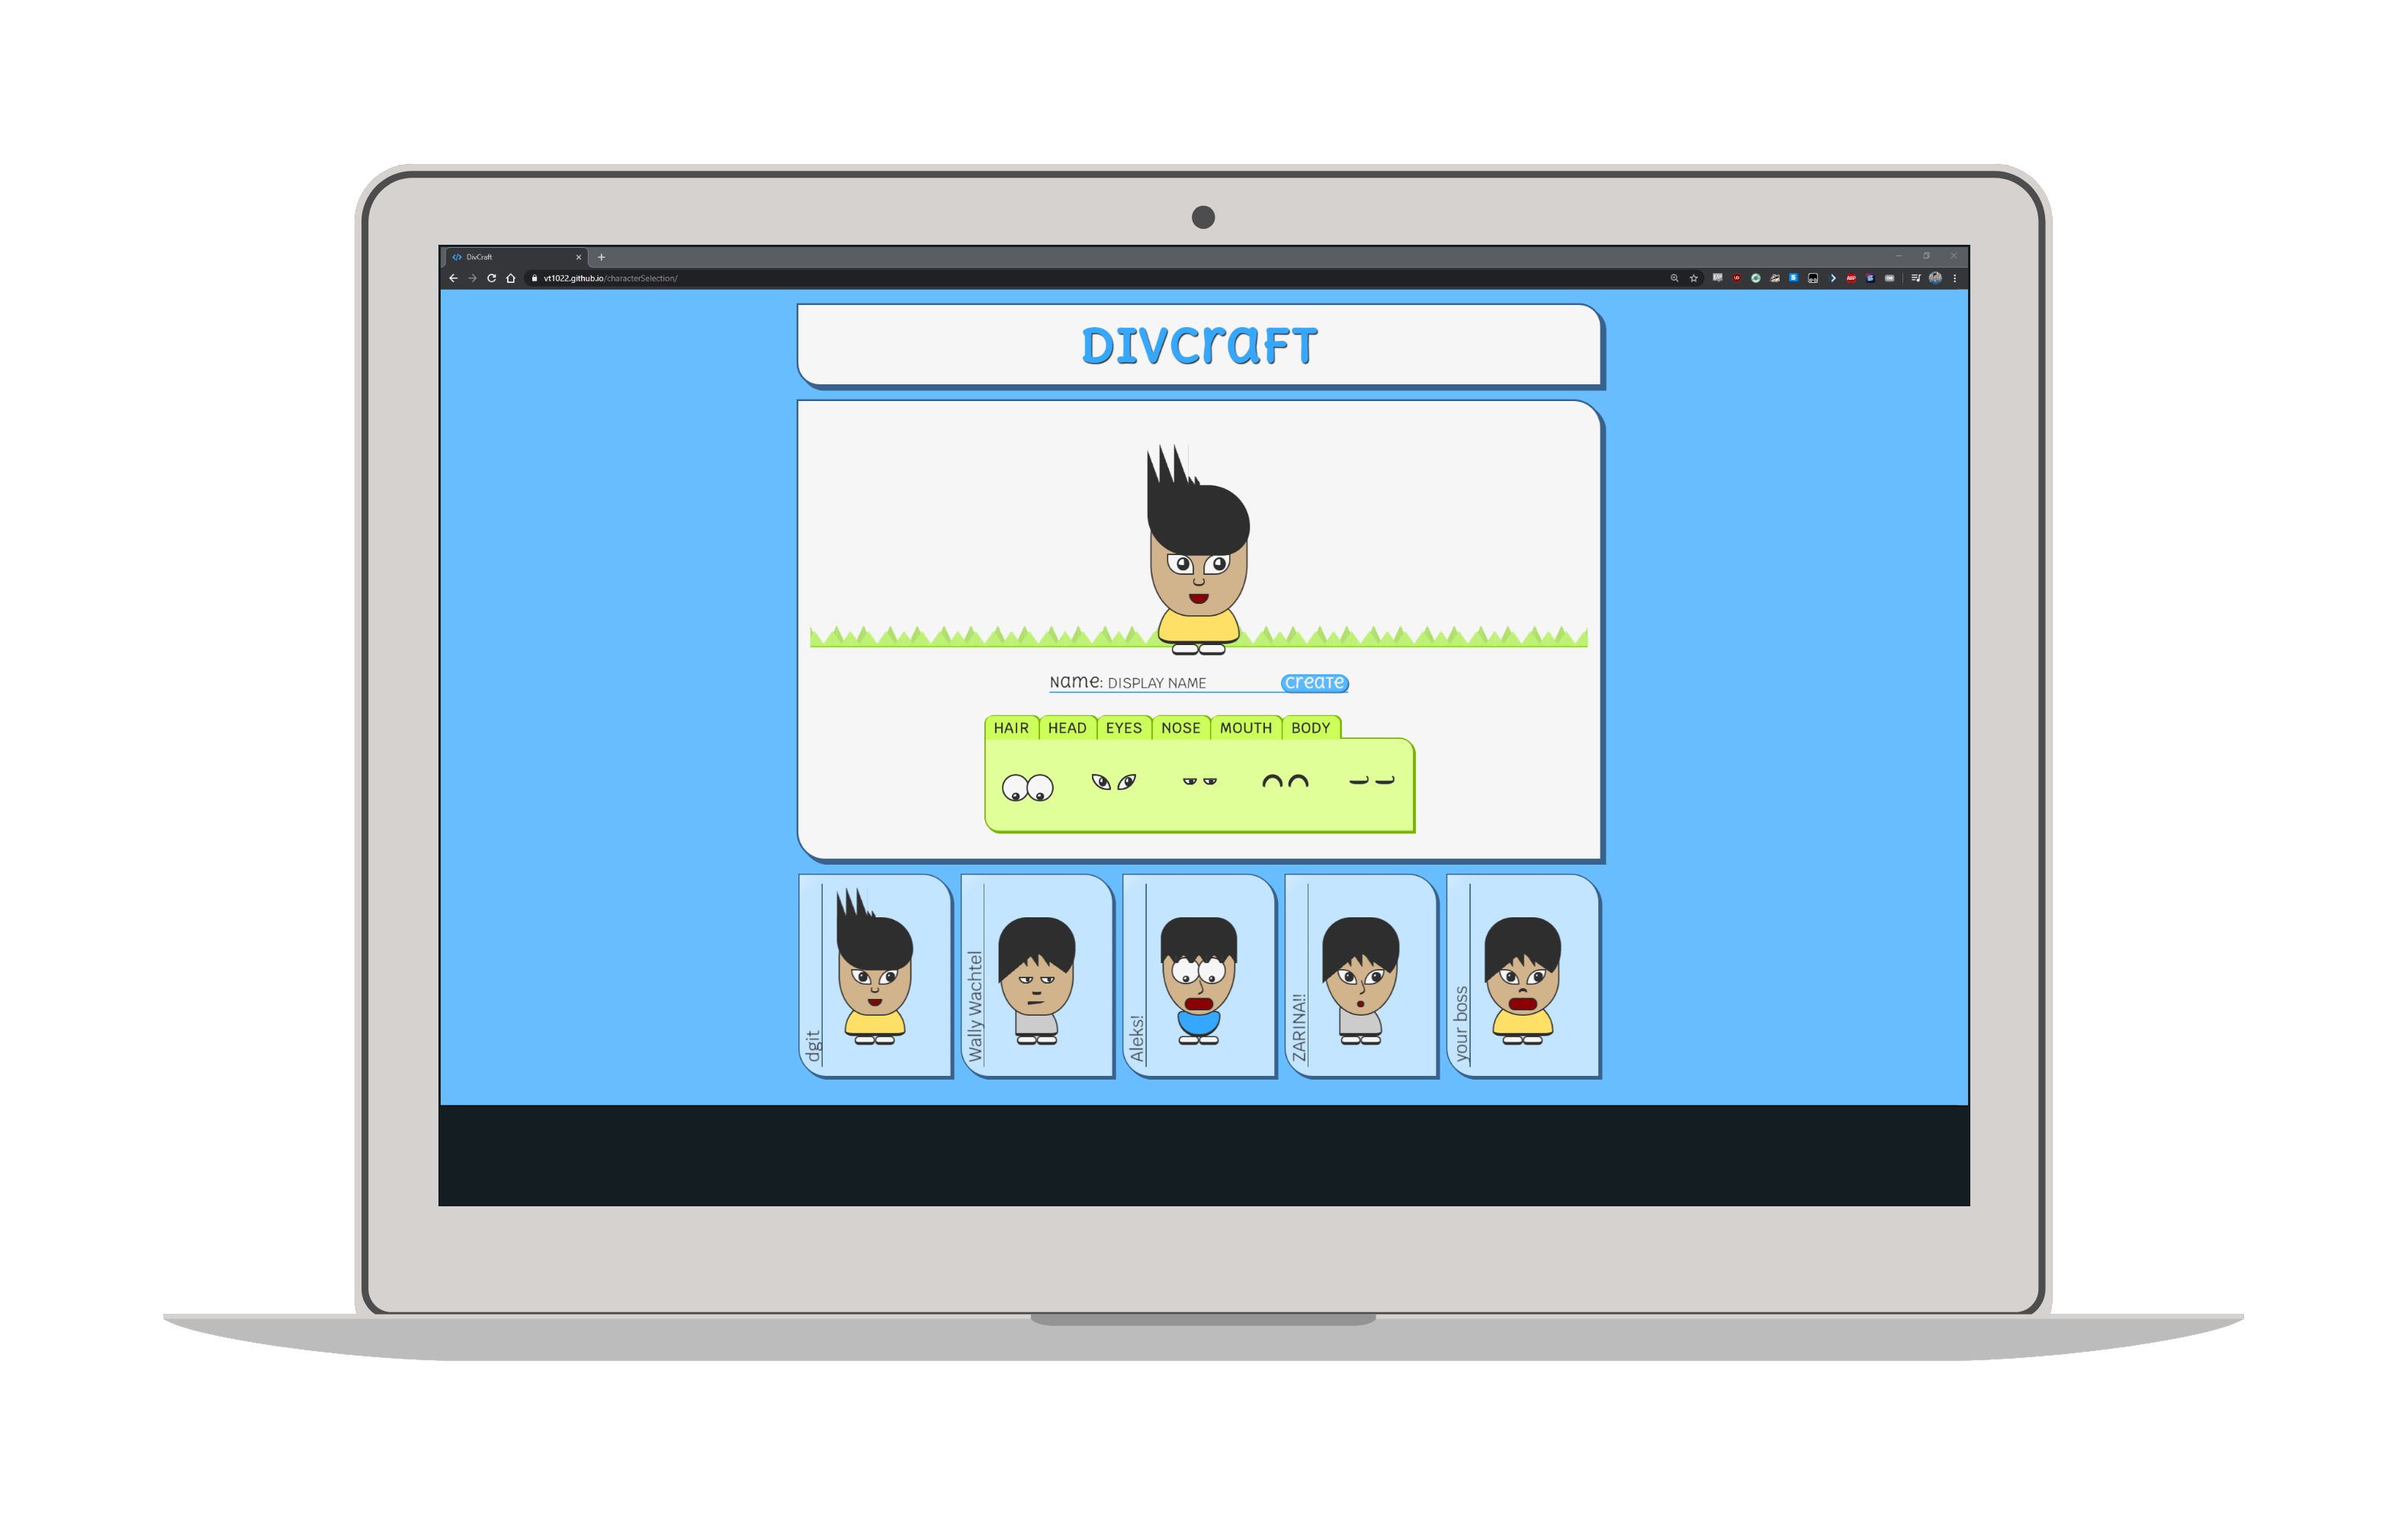 DivCraft
vt1022.github.io/characterSelection/
DIVCraFT
Name: DISPLAY NAME create
HAIR HEAD EYES NOSE MOUTH BODY
dgit
Wally Wachtel
Aleks!
ZARINA!!
your boss